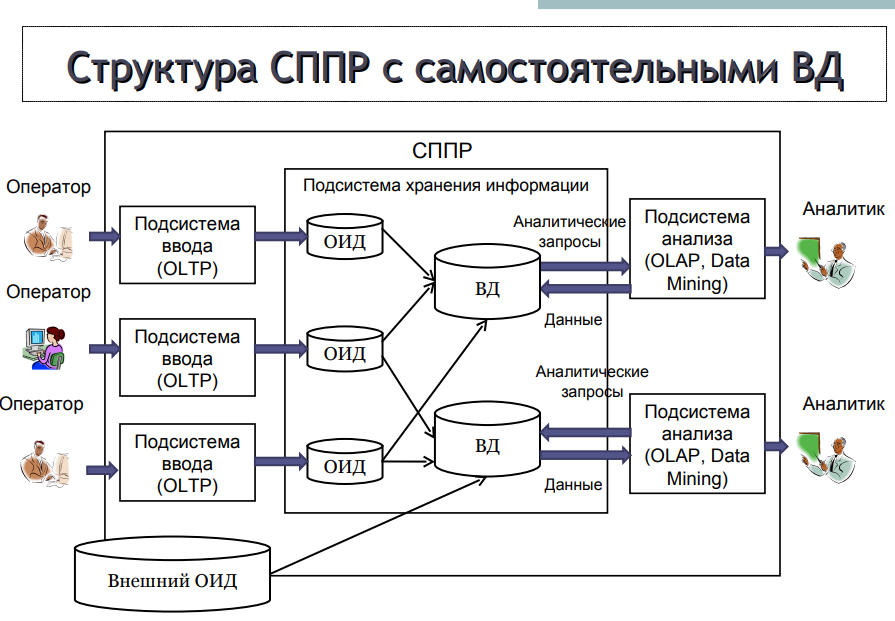 Структура СППР с самостоятельными ВД
СППР
Оператор
Подсистема
ввода
(OLTP)
Подсистема хранения информации
ОИД
Аналитические
запросы
ВД
Данные
Подсистема
анализа
(OLAP, Data
Mining)
Аналитик
Оператор
Подсистема
ввода
(OLTP)
ОИД
Оператор
Подсистема
ввода
(OLTP)
ОИД
Аналитические
запросы
ВД
Данные
Подсистема
анализа
(OLAP, Data
Mining)
Аналитик
Внешний ОИД